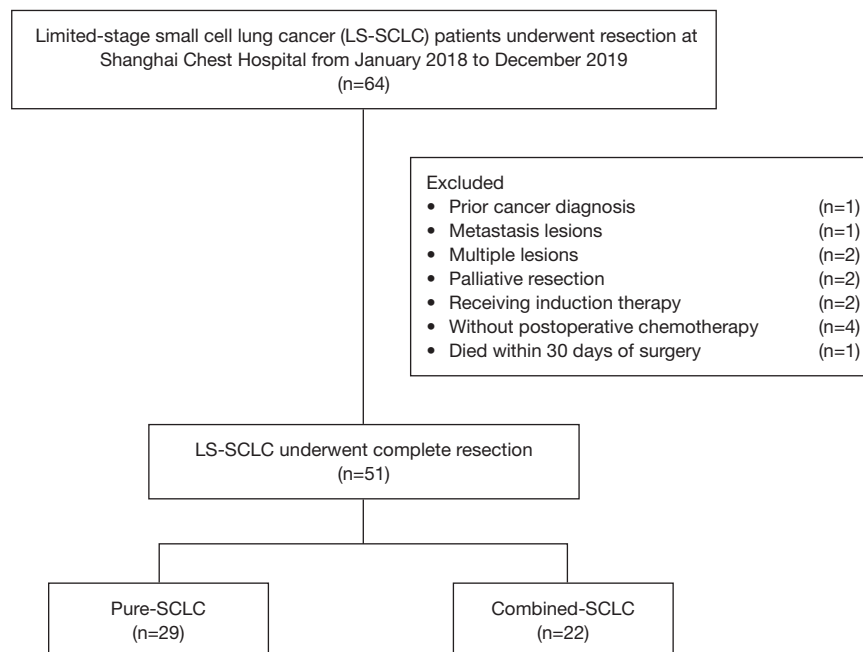 Limited-stage small cell lung cancer (LS-SCLC) patients underwent resection at
Shanghai Chest Hospital from January 2018 to December 2019
(n=64)
Excluded
• Prior cancer diagnosis (n=1)
• Metastasis lesions (n=1)
• Multiple lesions (n=2)
• Palliative resection (n=2)
• Receiving induction therapy (n=2)
• Without postoperative chemotherapy (n=4)
• Died within 30 days of surgery (n=1)
LS-SCLC underwent complete resection
(n=51)
Pure-SCLC
(n=29)
Combined-SCLC
(n=22)